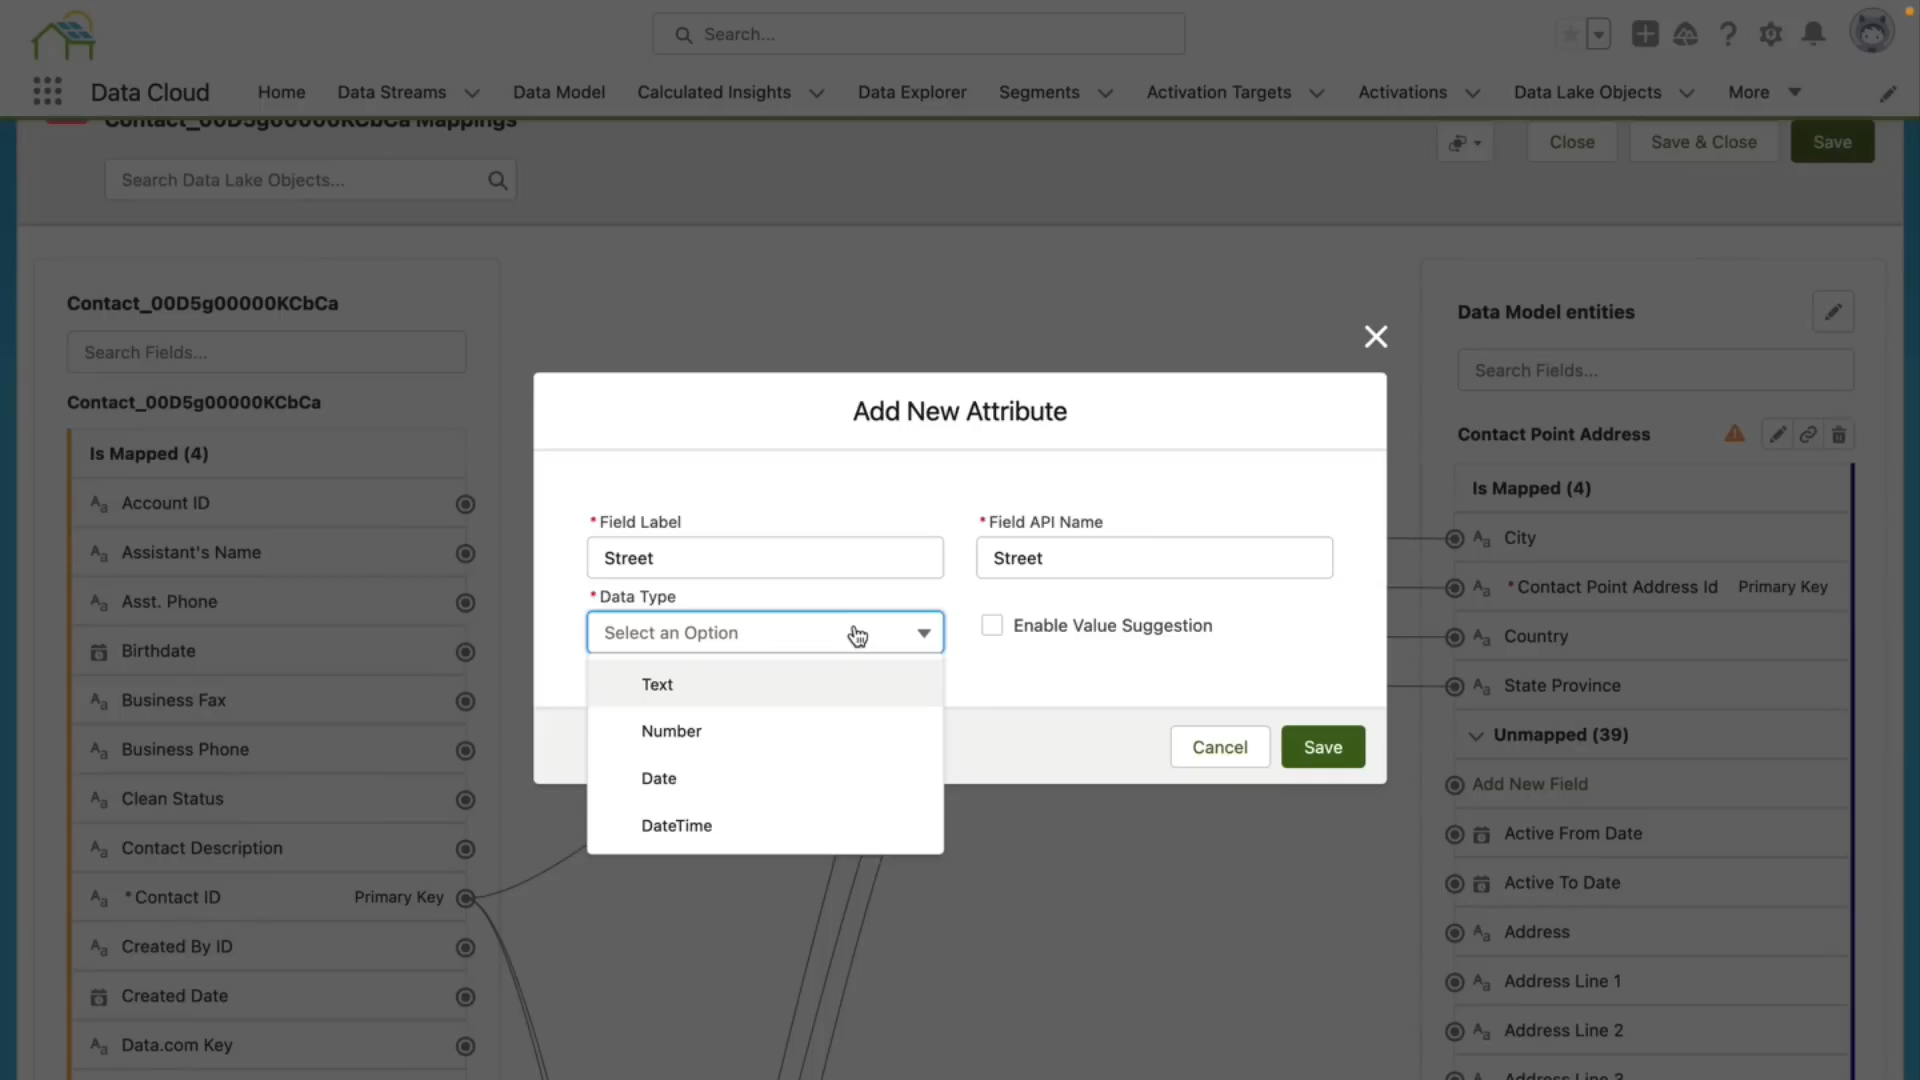 Search...
Data Cloud
Home
Data Streams
Data Model
Calculated Insights
Data Explorer
Segments
Activation Targets
Activations
Data Lake Objects
More
Contact_00D5g00000KCbCa Mappings
Close
Save & Close
Save
Search Data Lake Objects...
Contact_00D5g00000KCbCa
Search Fields...
Contact_00D5g00000KCbCa
Is Mapped (4)
Account ID
Assistant's Name
Asst. Phone
Birthdate
Business Fax
Business Phone
Clean Status
Contact Description
* Contact ID Primary Key
Created By ID
Created Date
Data.com Key
Add New Attribute
* Field Label
Street
* Field API Name
Street
* Data Type
Select an Option
Enable Value Suggestion
Text
Number
Date
DateTime
Cancel
Save
Data Model entities
Search Fields...
Contact Point Address
Is Mapped (4)
City
* Contact Point Address Id Primary Key
Country
State Province
Unmapped (39)
Add New Field
Active From Date
Active To Date
Address
Address Line 1
Address Line 2
Address Line 3